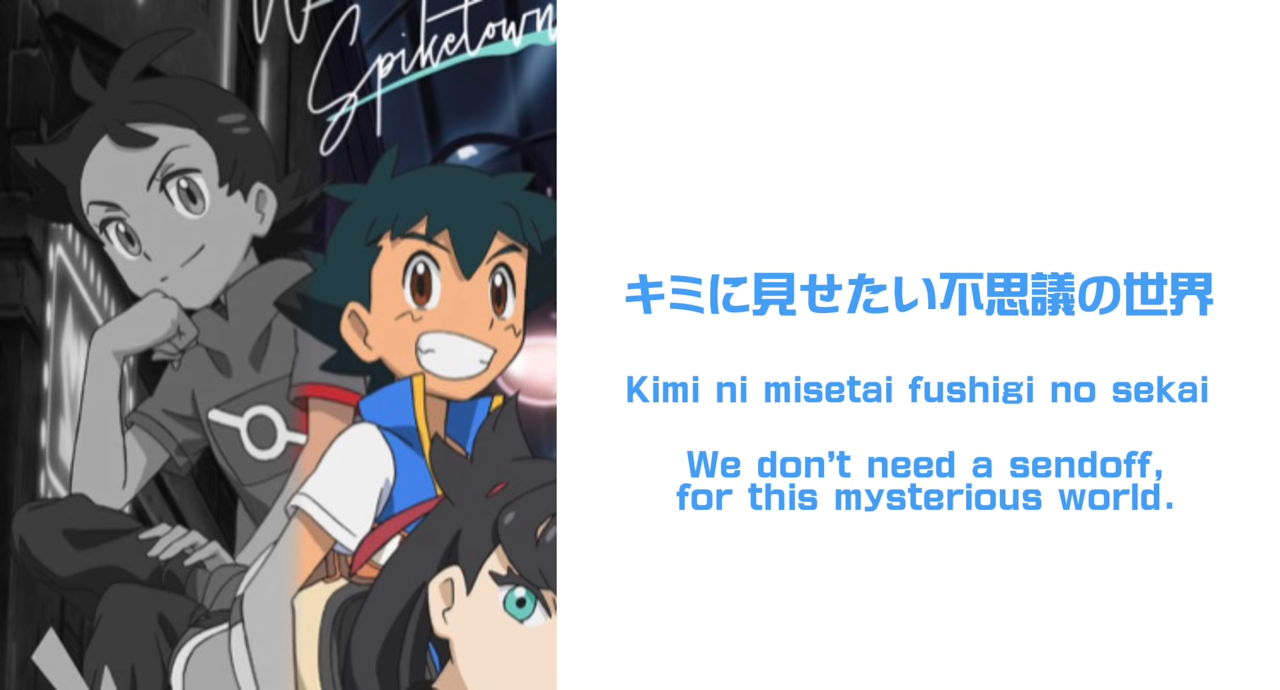 Spiketown
キミに見せたい不思議の世界
Kimi ni misetai fushigi no sekai
We don't need a sendoff,
for this mysterious world.